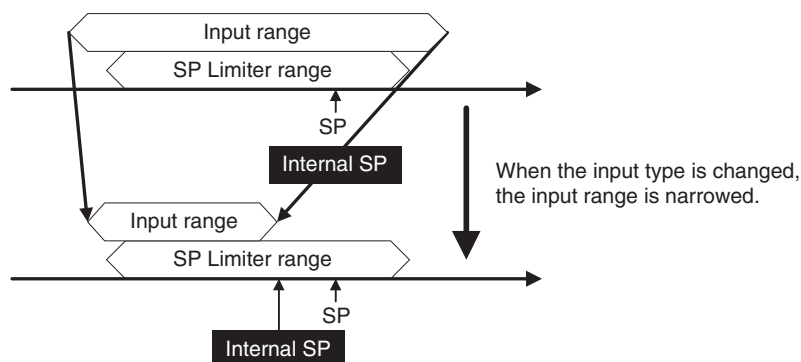 Input range
SP Limiter range
SP
Internal SP
When the input type is changed,
the input range is narrowed.
Input range
SP Limiter range
SP
Internal SP